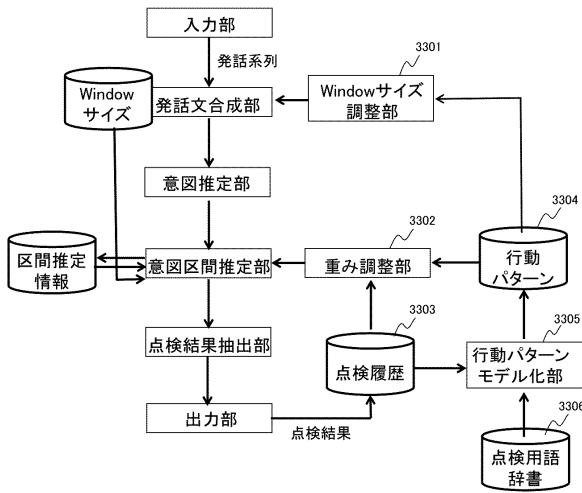 入力部
発話系列
3301
Window
サイズ
発話文合成部
Windowサイズ
調整部
意図推定部
3304
3302
区間推定
情報
意図区間推定部
重み調整部
行動
パターン
3303
3305
点検結果抽出部
点検履歴
行動パターン
モデル化部
出力部
点検結果
3306
点検用語
辞書